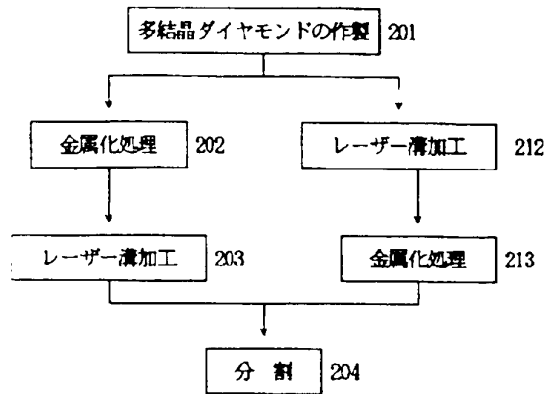 多結晶ダイヤモンドの作製 201
金属化処理 202
レーザー溝加工 212
レーザー溝加工 203
金属化処理 213
分 割 204